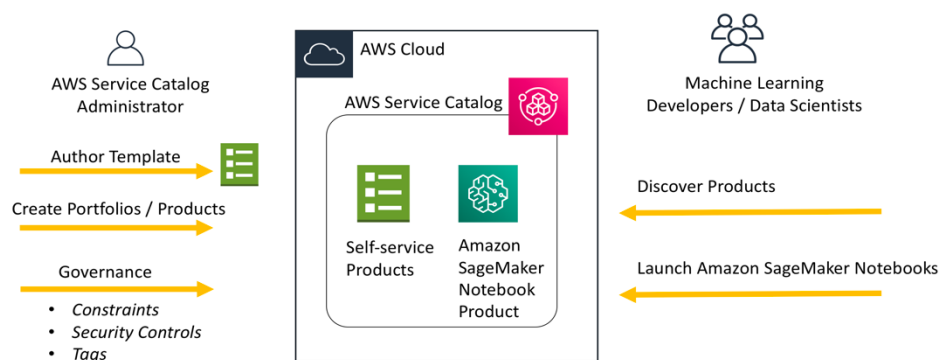 AWS Service Catalog
Administrator
Author Template
Create Portfolios / Products
Governance
• Constraints
• Security Controls
• Tags
AWS Cloud
AWS Service Catalog
Self-service
Products
Amazon
SageMaker
Notebook
Product
Machine Learning
Developers / Data Scientists
Discover Products
Launch Amazon SageMaker Notebooks